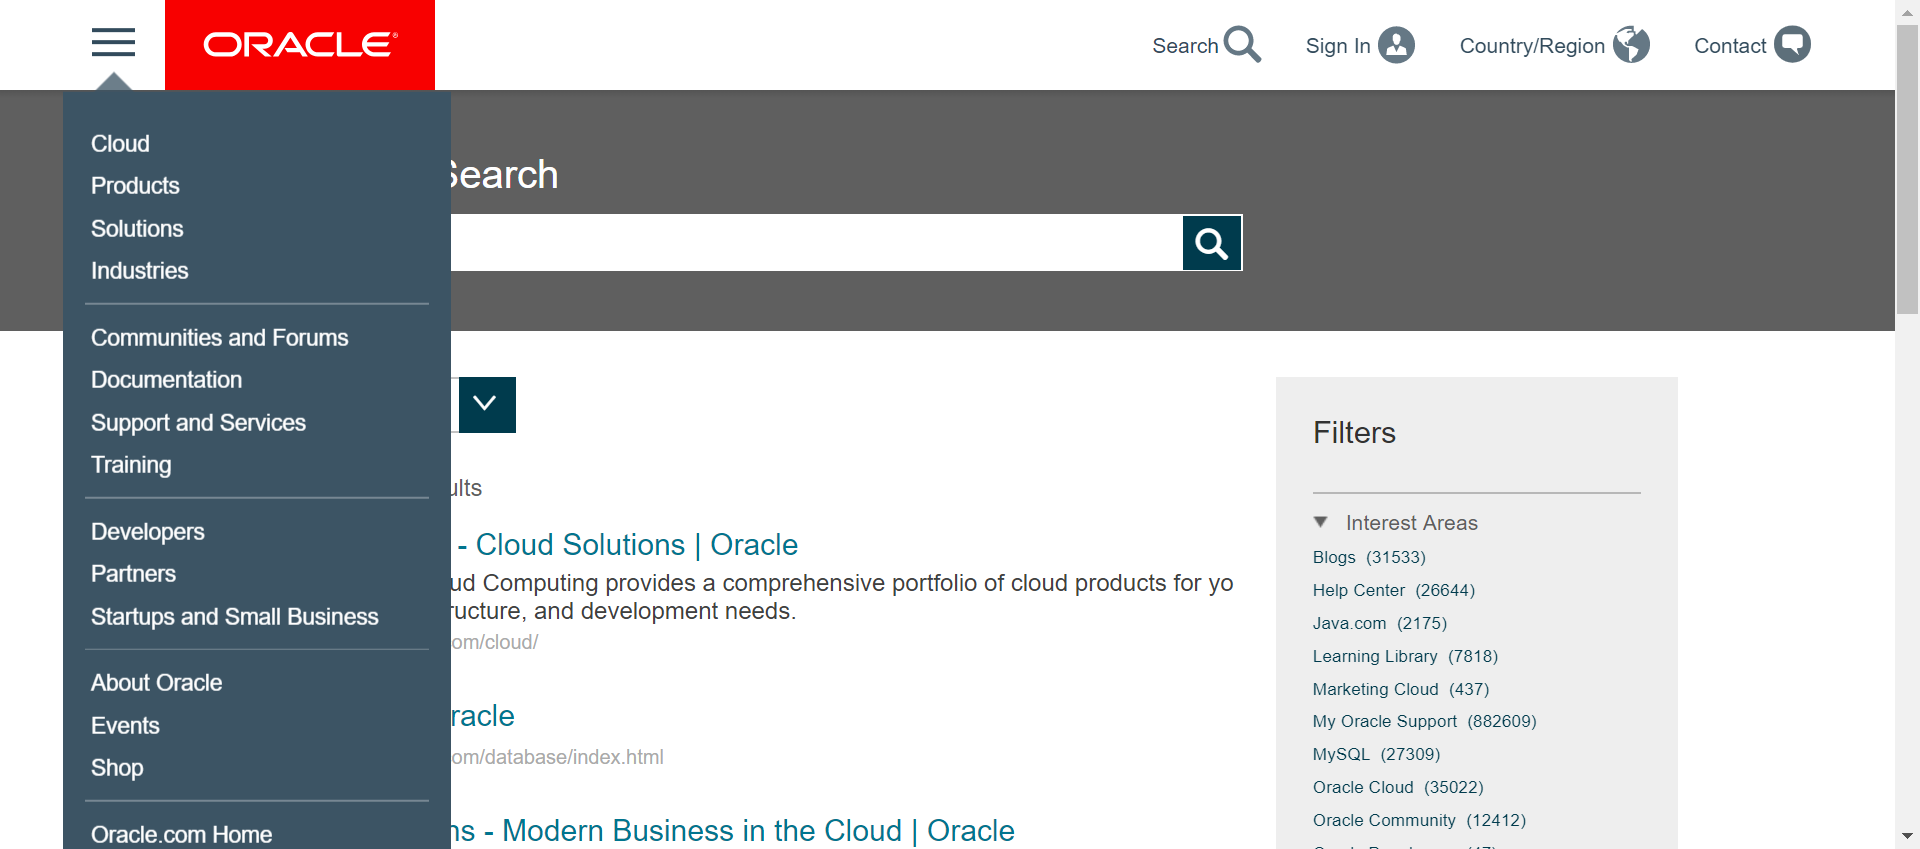 ORACLE
Search
Sign In
Country/Region
Contact
Cloud
Products
Solutions
Industries
Communities and Forums
Documentation
Support and Services
Training
Developers
Partners
Startups and Small Business
About Oracle
Events
Shop
Oracle.com Home
Search
ults
- Cloud Solutions | Oracle
ud Computing provides a comprehensive portfolio of cloud products for yo
ructure, and development needs.
om/cloud/
racle
om/database/index.html
ns - Modern Business in the Cloud | Oracle
Filters
Interest Areas
Blogs (31533)
Help Center (26644)
Java.com (2175)
Learning Library (7818)
Marketing Cloud (437)
My Oracle Support (882609)
MySQL (27309)
Oracle Cloud (35022)
Oracle Community (12412)